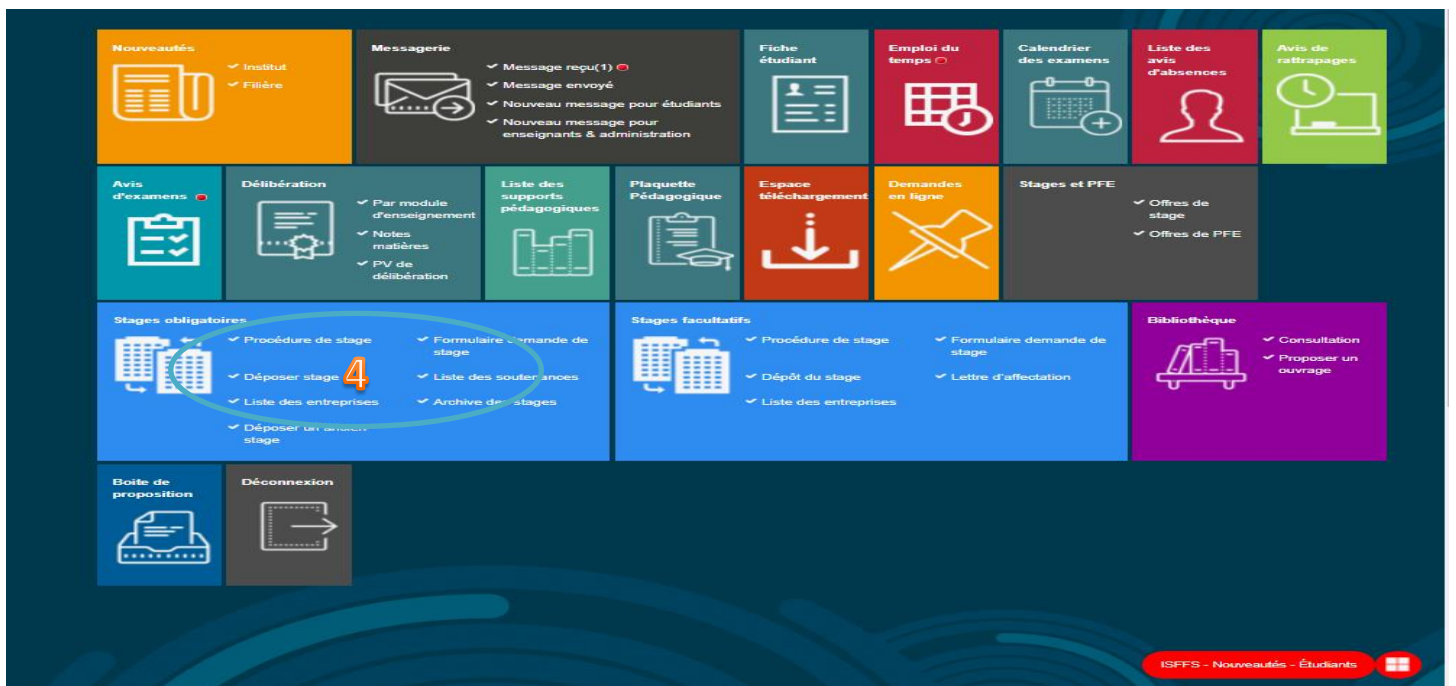 Nouveautés
✓ Institut
✓ Filière
Messagerie
✓ Message reçu(1)
✓ Message envoyé
✓ Nouveau message pour étudiants
✓ Nouveau message pour
enseignants & administration
Fiche
étudiant
Emploi du
temps
Calendrier
des examens
Liste des
avis
d'absences
Avis de
rattrapages
Avis
d'examens
Délibération
✓ Par module
d'enseignement
✓ Notes
matières
✓ PV de
délibération
Liste des
supports
pédagogiques
Plaquette
Pédagogique
Espace
téléchargement
Demandes
en ligne
Stages et PFE
✓ Offres de
stage
✓ Offres de PFE
Stages obligatoires
✓ Procédure de stage
✓ Déposer stage
4
✓ Liste des entreprises
✓ Déposer un ancien
stage
✓ Formulaire demande de
stage
✓ Liste des soutenances
✓ Archive des stages
Stages facultatifs
✓ Procédure de stage
✓ Dépôt du stage
✓ Liste des entreprises
✓ Formulaire demande de
stage
✓ Lettre d'affectation
Bibliothèque
✓ Consultation
✓ Proposer un
ouvrage
Boite de
proposition
Déconnexion
ISFFS - Nouveautés - Étudiants